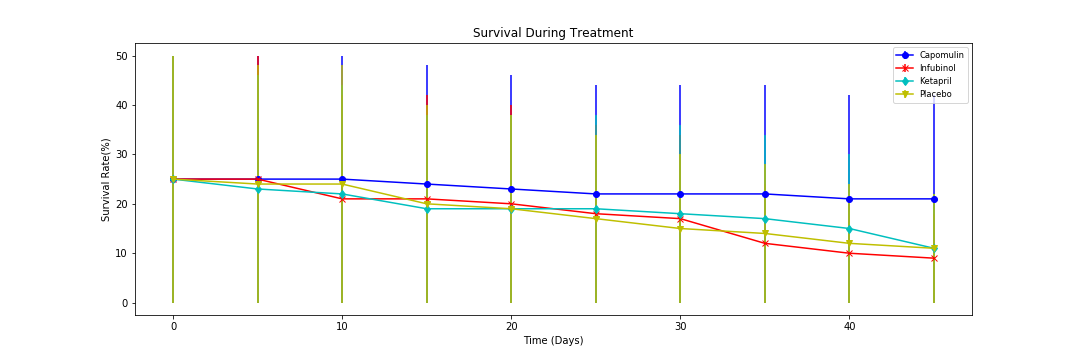 Survival During Treatment
Survival Rate(%)
50
40
30
20
10
0
Capomulin
Infubinol
Ketapril
Placebo
0 10 20 30 40
Time (Days)